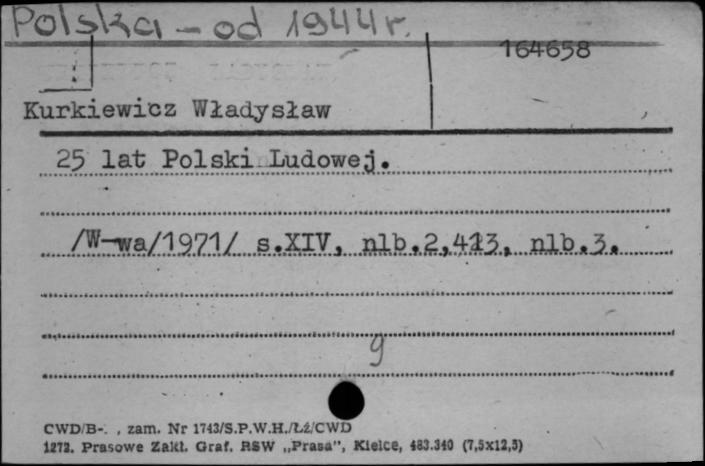 Polska - od 1944 r.
164658
Kurkiewicz Władysław
25 lat Polski Ludowej.
/W-wa/1971/ s.XIV, nlb.2,413, nlb.3.
9
CWD/B-. , zam. Nr 1743/S.P.W.H./Łź/CWD
1272. Prasowe Zakł. Graf. RSW „Prasa”, Kielce, 483.340 (7,5x12,5)